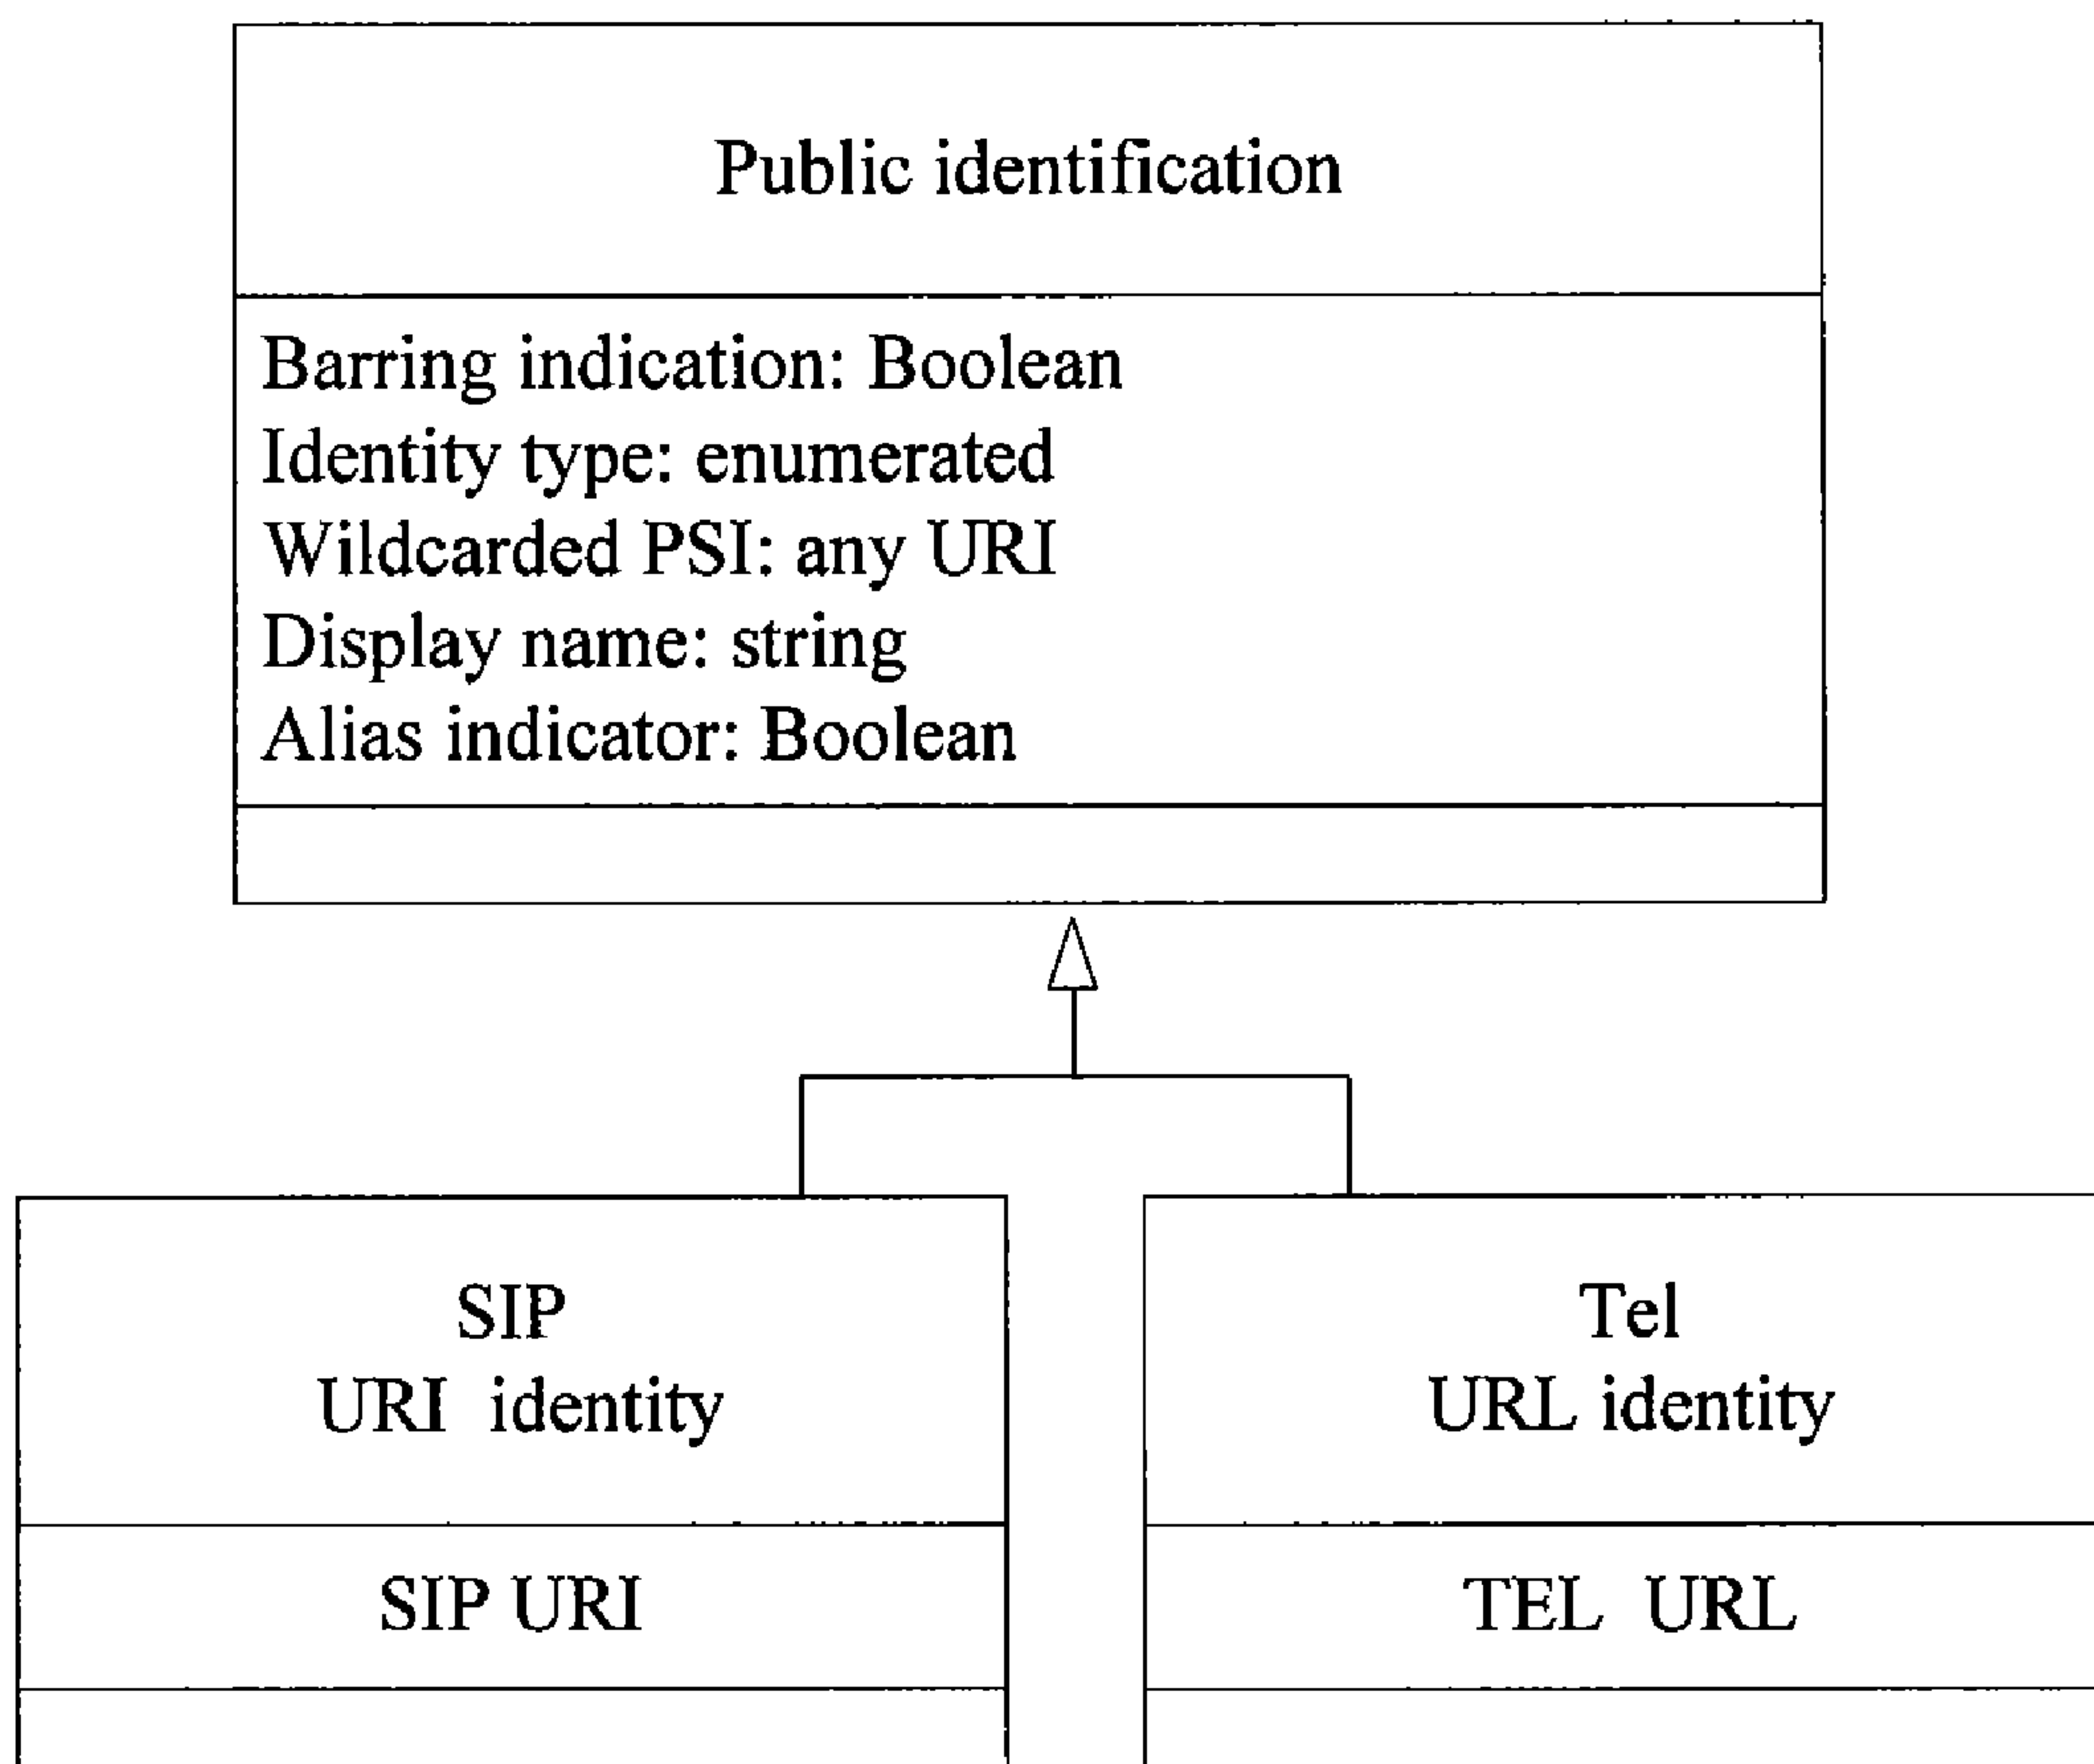 Public identification
Barring indication: Boolean
Identity type: enumerated
Wildcarded PSI: any URI
Display name: string
Alias indicator: Boolean
SIP
URI identity
SIP URI
Tel
URL identity
TEL URL